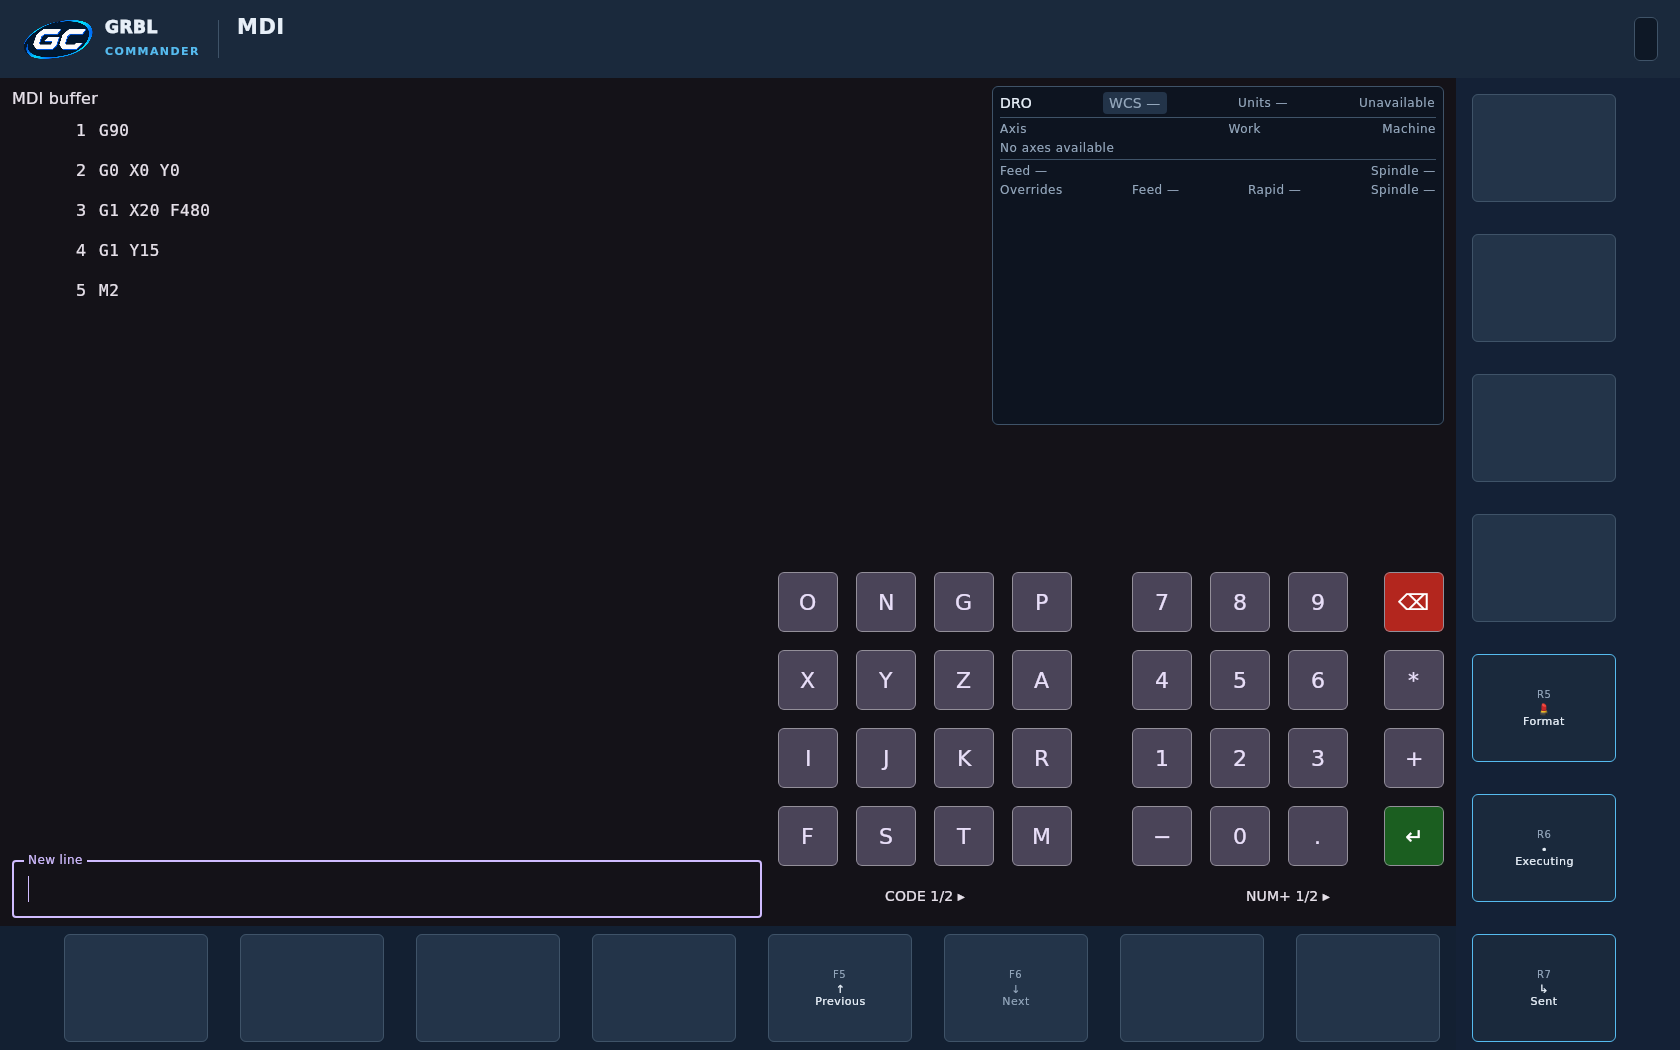 GC GRBL
COMMANDER
MDI
MDI buffer
1 G90
2 G0 X0 Y0
3 G1 X20 F480
4 G1 Y15
5 M2
DRO WCS — Units — Unavailable
Axis Work Machine
No axes available
Feed — Spindle —
Overrides Feed — Rapid — Spindle —
O N G P 7 8 9 ⌫
X Y Z A 4 5 6 *
I J K R 1 2 3 +
F S T M − 0 . ↵
New line
CODE 1/2 ▸ NUM+ 1/2 ▸
R5
Format
R6
•
Executing
R7
↳
Sent
F5
↑
Previous
F6
↓
Next